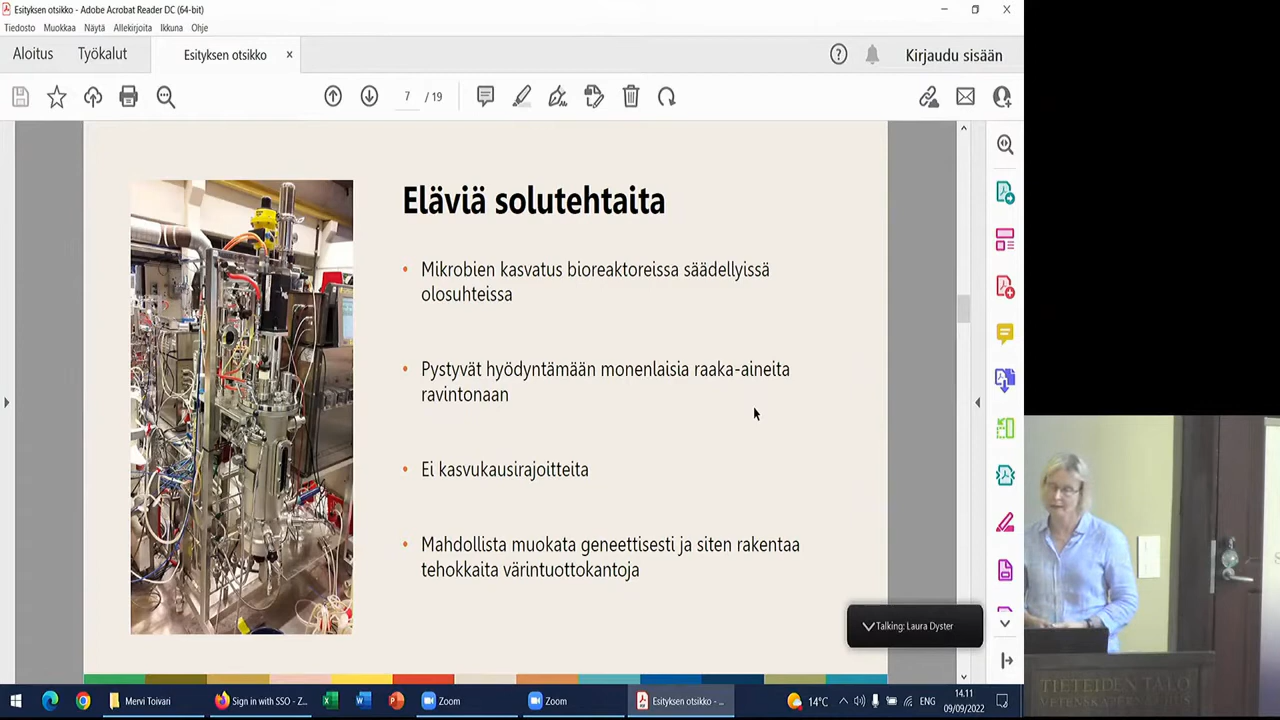 Esityksen otsikko - Adobe Acrobat Reader DC (64-bit)
Tiedosto Muokkaa Näytä Allekirjoita Ikkuna Ohje
Aloitus Työkalut Esityksen otsikko × Kirjaudu sisään
7 / 19
Eläviä solutehtaita
• Mikrobien kasvatus bioreaktoreissa säädellyissä
olosuhteissa
• Pystyvät hyödyntämään monenlaisia raaka-aineita
ravintonaan
• Ei kasvukausirajoitteita
• Mahdollista muokata geneettisesti ja siten rakentaa
tehokkaita värintuottokantoja
Talking: Laura Dyster
TIETEIDEN TALO
VETENSKAPERNAS HUS
Mervi Toivari Sign in with SSO - Z... Zoom Zoom Esityksen otsikko - ... 14°C ENG 14.11
09/09/2022